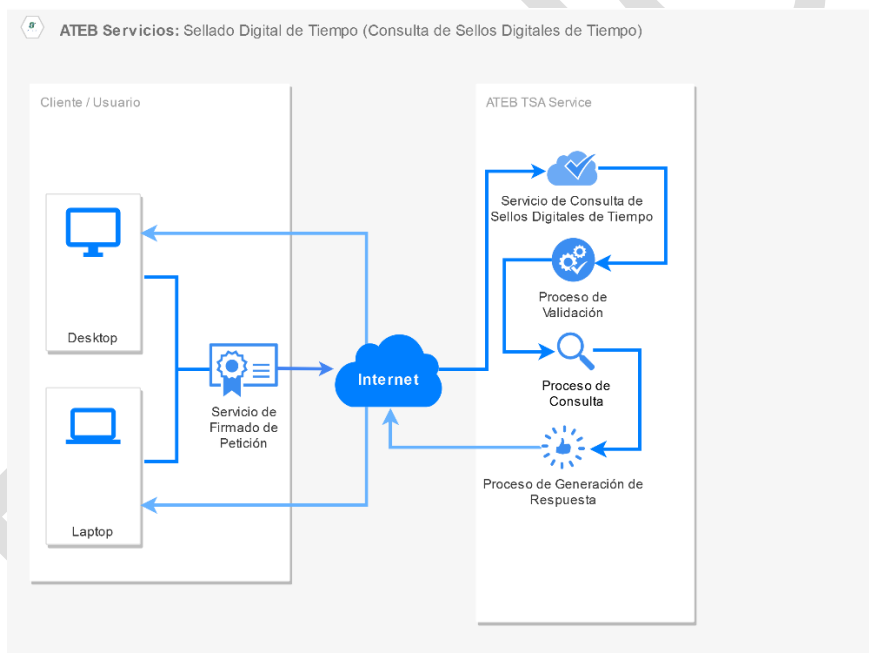 ATEB Servicios: Sellado Digital de Tiempo (Consulta de Sellos Digitales de Tiempo)
Cliente / Usuario
Desktop
Laptop
Servicio de
Firmado de
Petición
Internet
ATEB TSA Service
Servicio de Consulta de
Sellos Digitales de Tiempo
Proceso de
Validación
Proceso de
Consulta
Proceso de Generación de
Respuesta